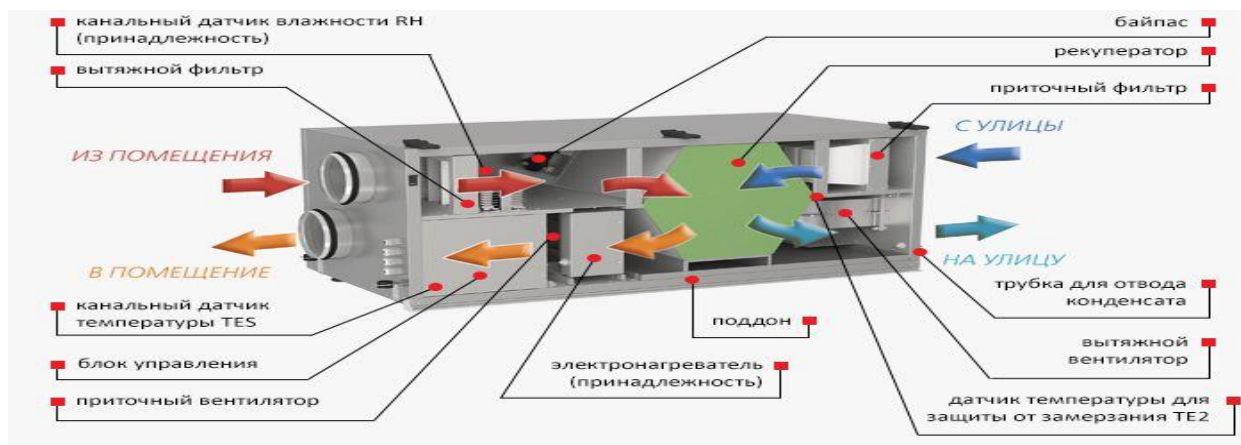 канальный датчик влажности RH
(принадлежность)
вытяжной фильтр
байпас
рекуператор
приточный фильтр
ИЗ ПОМЕЩЕНИЯ
С УЛИЦЫ
В ПОМЕЩЕНИЕ
НА УЛИЦУ
канальный датчик
температуры TES
блок управления
приточный вентилятор
поддон
электронагреватель
(принадлежность)
трубка для отвода
конденсата
вытяжной
вентилятор
датчик температуры для
защиты от замерзания TE2